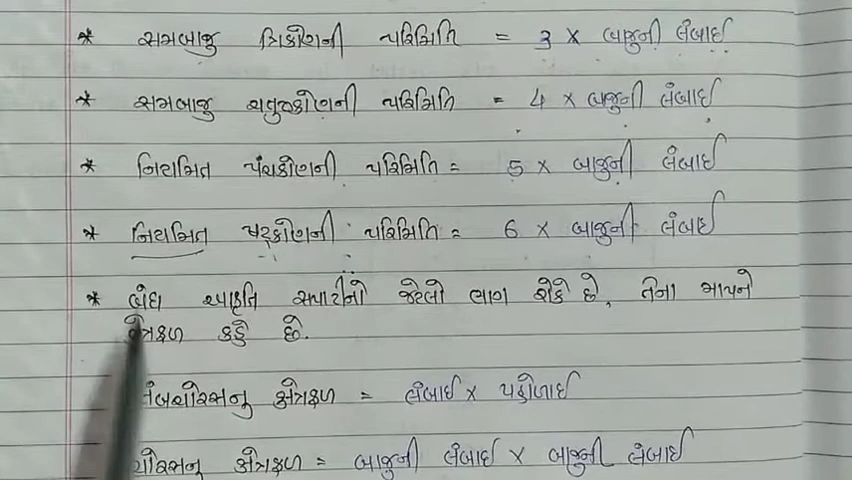 * સમબાજુ ત્રિકોણની પરિમિતિ = 3 × બાજુની લંબાઈ
* સમબાજુ ચતુષ્કોણની પરિમિતિ = 4 × બાજુની લંબાઈ
* નિયમિત પંચકોણની પરિમિતિ = 5 × બાજુની લંબાઈ
* નિયમિત ષટ્કોણની પરિમિતિ = 6 × બાજુની લંબાઈ
* બંધ આકૃતિ સપાટીનો જેટલો ભાગ રોકે છે, તેના માપને
ક્ષેત્રફળ કહે છે.
લંબચોરસનુ ક્ષેત્રફળ = લંબાઈ × પહોળાઈ
ચોરસનુ ક્ષેત્રફળ = બાજુની લંબાઈ × બાજુની લંબાઈ